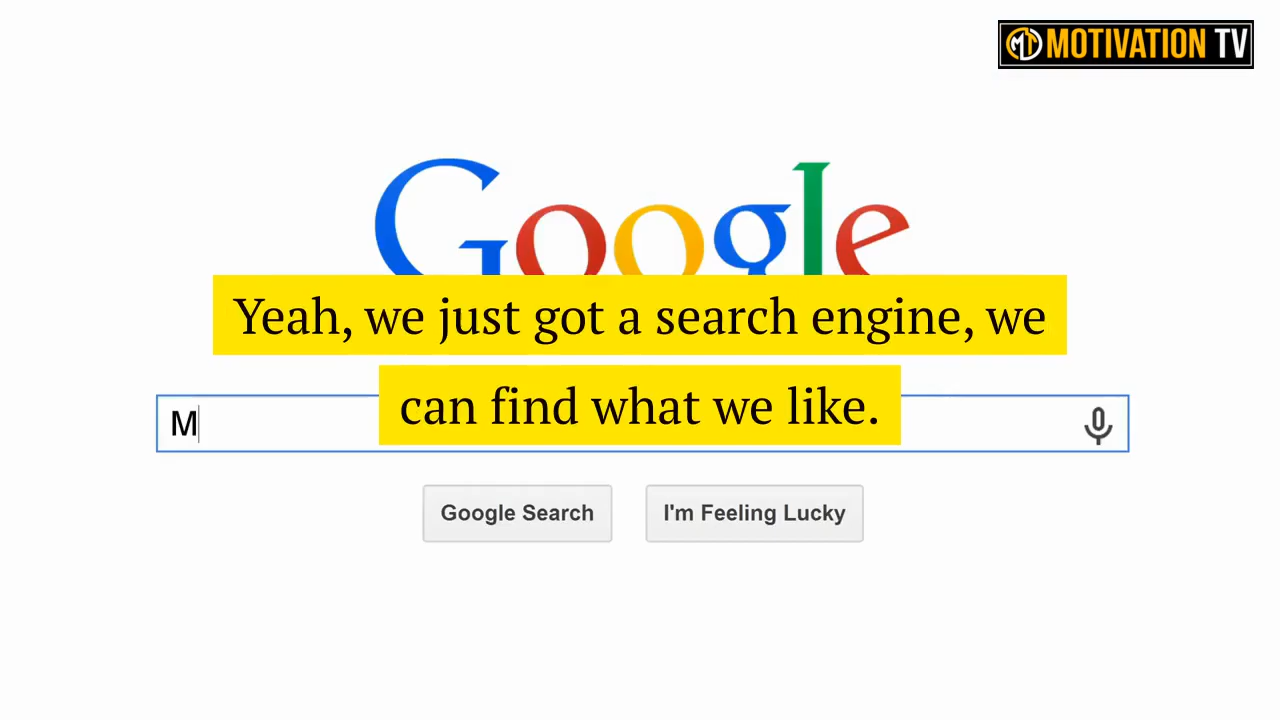 MOTIVATION TV
Google
Yeah, we just got a search engine, we
can find what we like.
M
Google Search
I'm Feeling Lucky